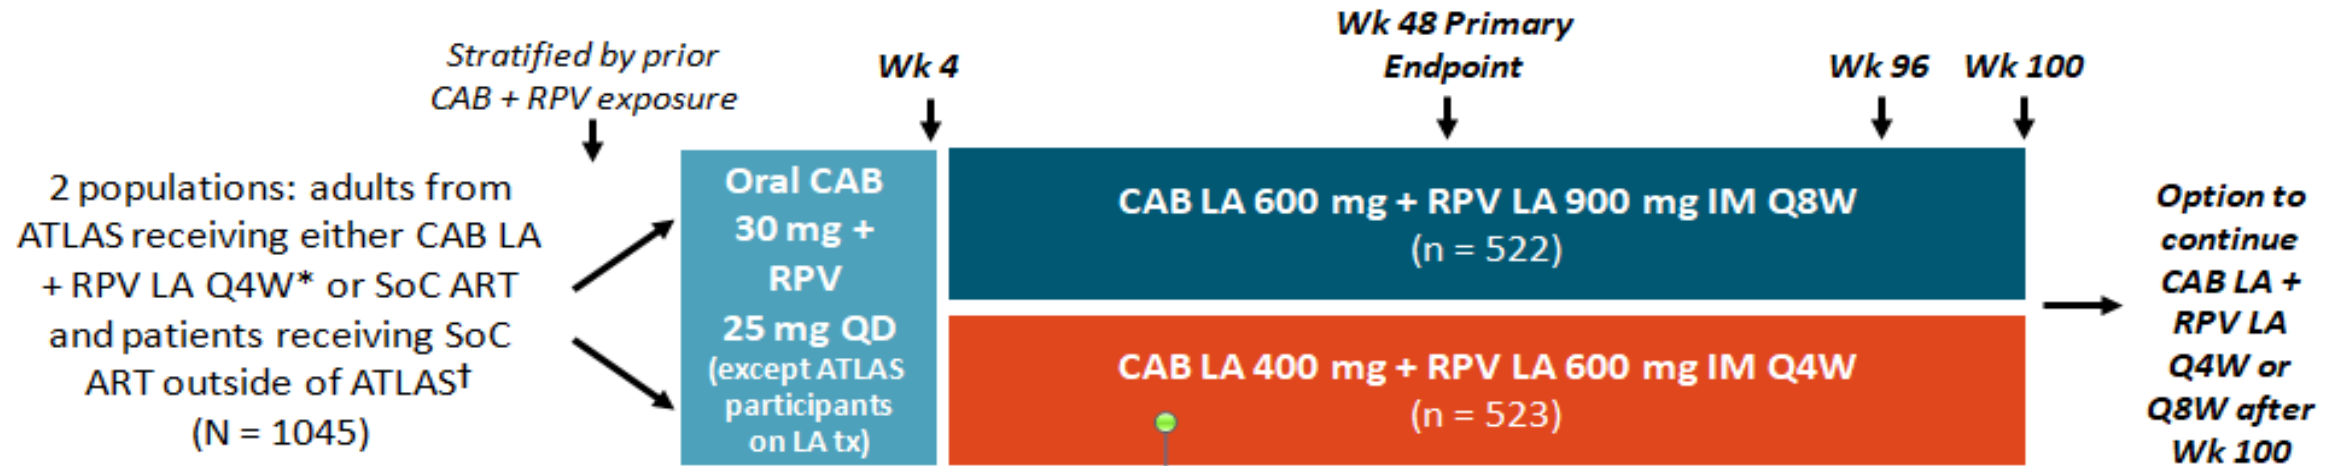 Stratified by prior
CAB + RPV exposure
Wk 4
Wk 48 Primary
Endpoint
Wk 96
Wk 100
2 populations: adults from
ATLAS receiving either CAB LA
+ RPV LA Q4W* or SoC ART
and patients receiving SoC
ART outside of ATLAS†
(N = 1045)
Oral CAB
30 mg +
RPV
25 mg QD
(except ATLAS
participants
on LA tx)
CAB LA 600 mg + RPV LA 900 mg IM Q8W
(n = 522)
CAB LA 400 mg + RPV LA 600 mg IM Q4W
(n = 523)
Option to
continue
CAB LA +
RPV LA
Q4W or
Q8W after
Wk 100